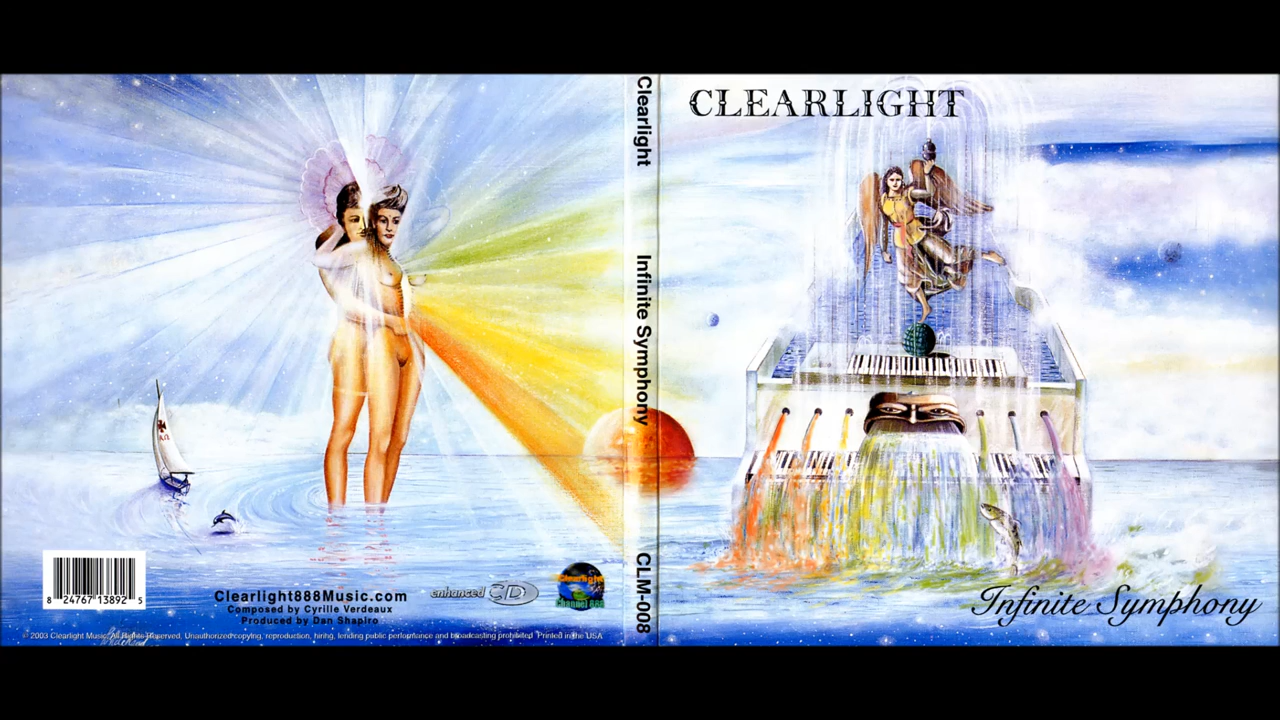 CLEARLIGHT
Infinite Symphony
Clearlight
Infinite Symphony
CLM-008
8 24767 13892 5
Clearlight888Music.com
Composed by Cyrille Verdeaux
Produced by Dan Shapiro
enhanced CD
Clearlight
Channel 888
2003 Clearlight Music, All Rights Reserved, Unauthorized copying, reproduction, hiring, lending public performance and broadcasting prohibited Printed in the USA